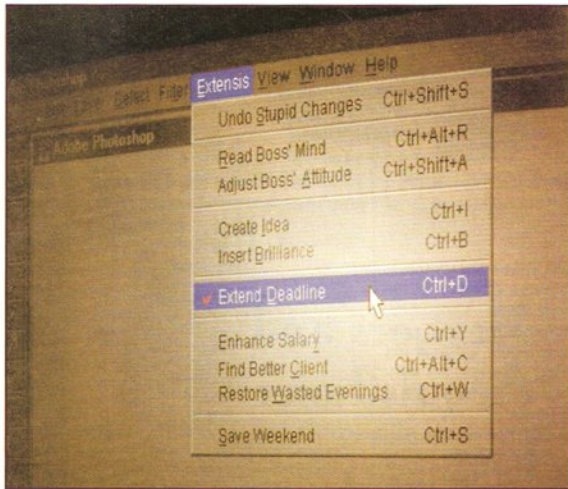 Select Filter Extensis View Window Help
Adobe Photoshop
Undo Stupid Changes Ctrl+Shift+S
Read Boss' Mind Ctrl+Alt+R
Adjust Boss' Attitude Ctrl+Shift+A
Create Idea Ctrl+I
Insert Brilliance Ctrl+B
Extend Deadline Ctrl+D
Enhance Salary Ctrl+Y
Find Better Client Ctrl+Alt+C
Restore Wasted Evenings Ctrl+W
Save Weekend Ctrl+S